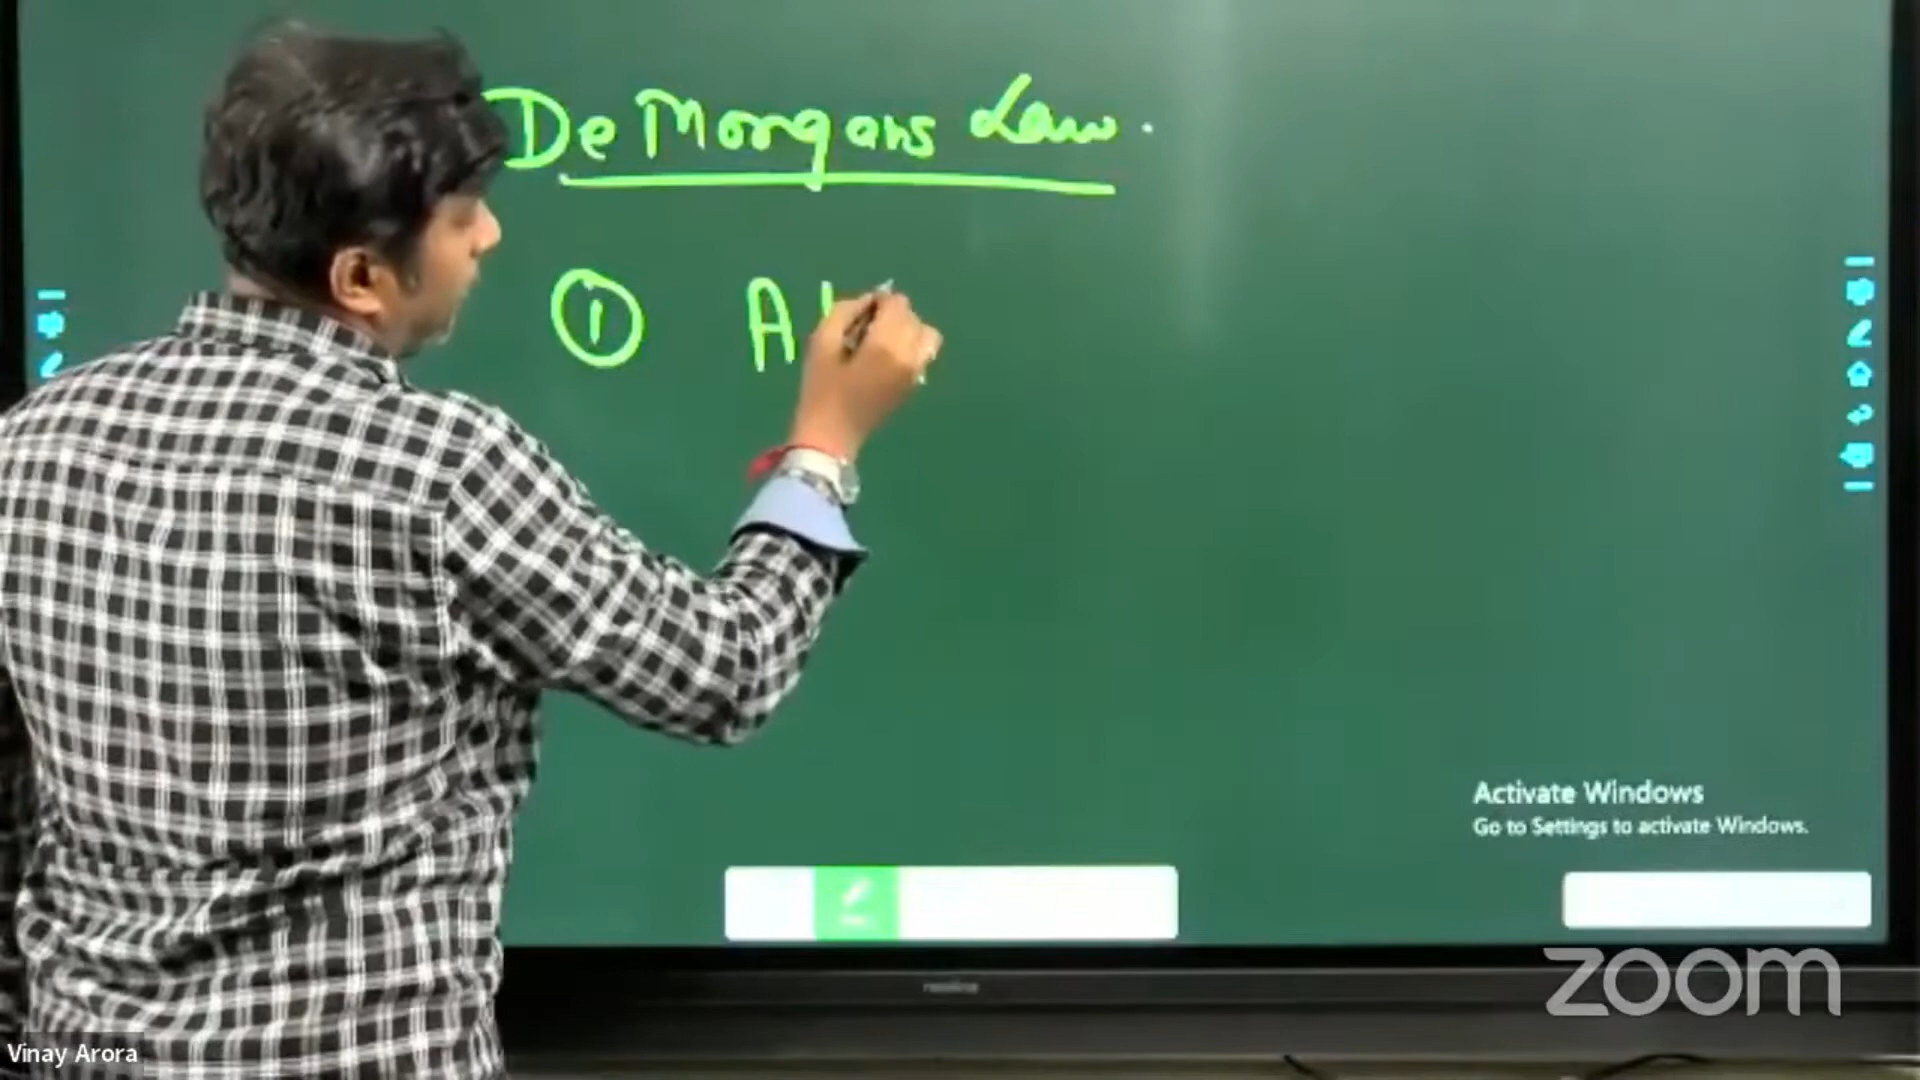 De Morgans Law.
① A
Activate Windows
Go to Settings to activate Windows.
zoom
Vinay Arora